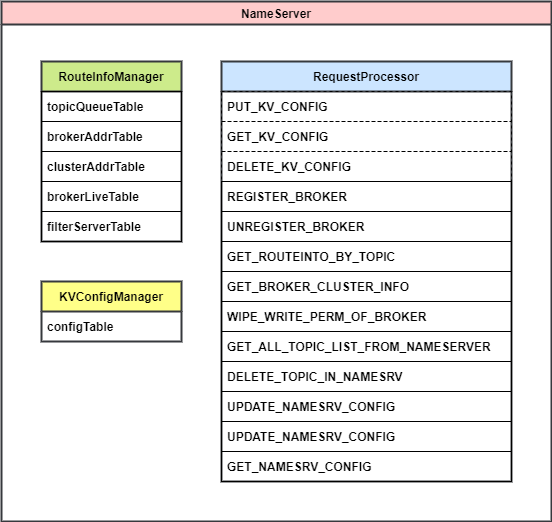 NameServer
RouteInfoManager
topicQueueTable
brokerAddrTable
clusterAddrTable
brokerLiveTable
filterServerTable
KVConfigManager
configTable
RequestProcessor
PUT_KV_CONFIG
GET_KV_CONFIG
DELETE_KV_CONFIG
REGISTER_BROKER
UNREGISTER_BROKER
GET_ROUTEINTO_BY_TOPIC
GET_BROKER_CLUSTER_INFO
WIPE_WRITE_PERM_OF_BROKER
GET_ALL_TOPIC_LIST_FROM_NAMESERVER
DELETE_TOPIC_IN_NAMESRV
UPDATE_NAMESRV_CONFIG
UPDATE_NAMESRV_CONFIG
GET_NAMESRV_CONFIG